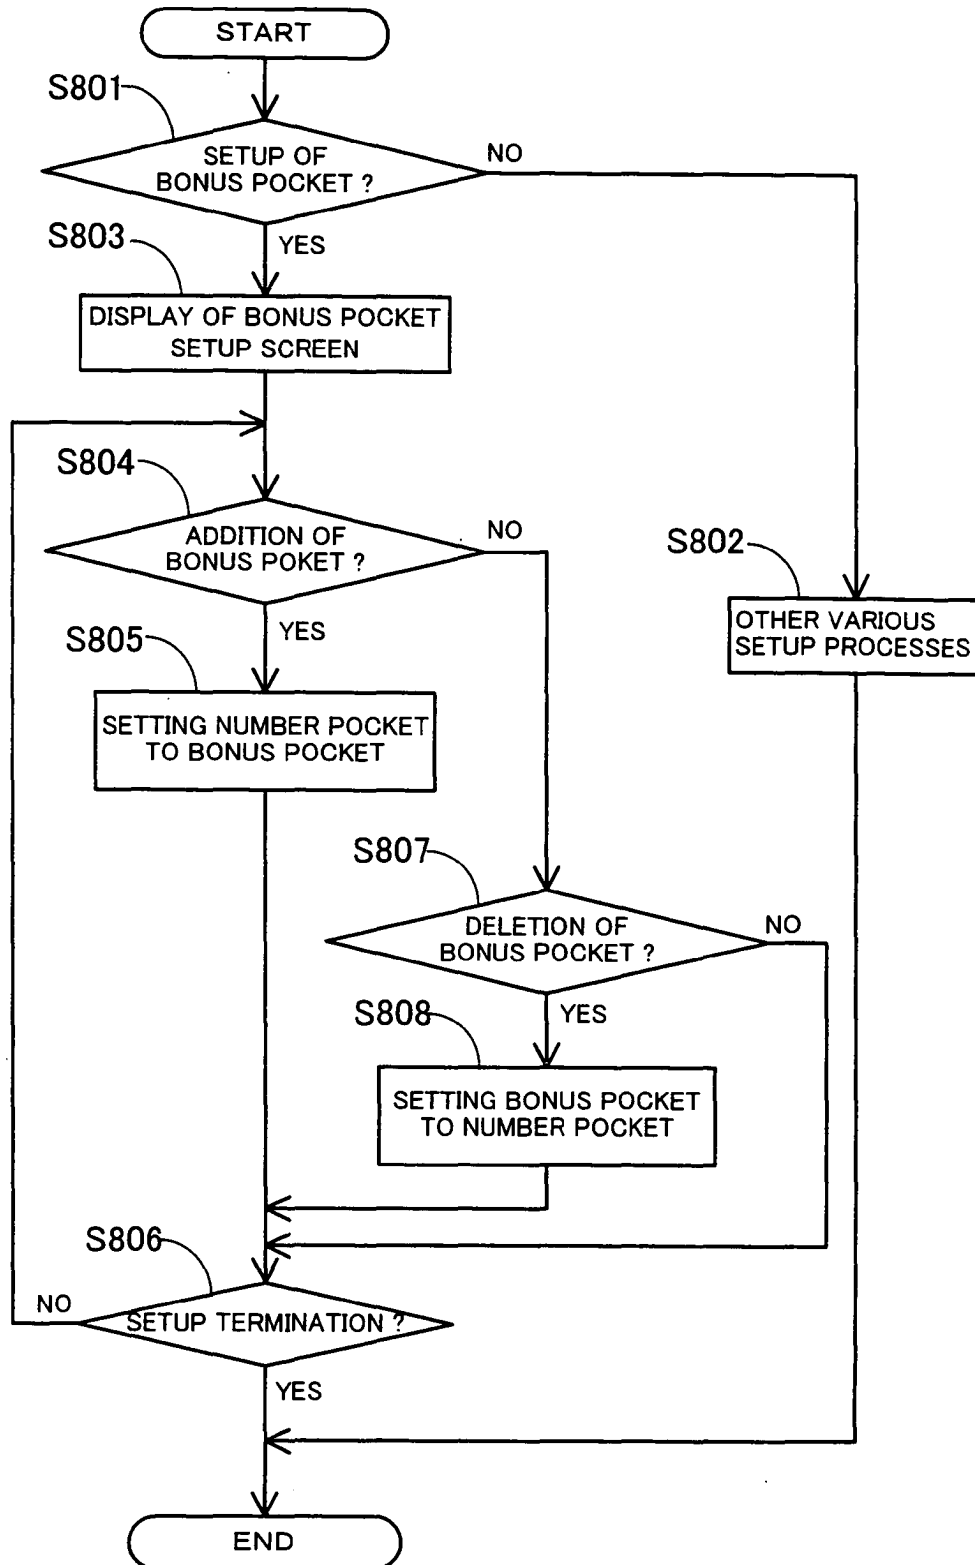 START
S801
SETUP OF
BONUS POCKET ?
NO
YES
S803
DISPLAY OF BONUS POCKET
SETUP SCREEN
S804
ADDITION OF
BONUS POKET ?
NO
YES
S802
OTHER VARIOUS
SETUP PROCESSES
S805
SETTING NUMBER POCKET
TO BONUS POCKET
S807
DELETION OF
BONUS POCKET ?
NO
YES
S808
SETTING BONUS POCKET
TO NUMBER POCKET
S806
SETUP TERMINATION ?
NO
YES
END